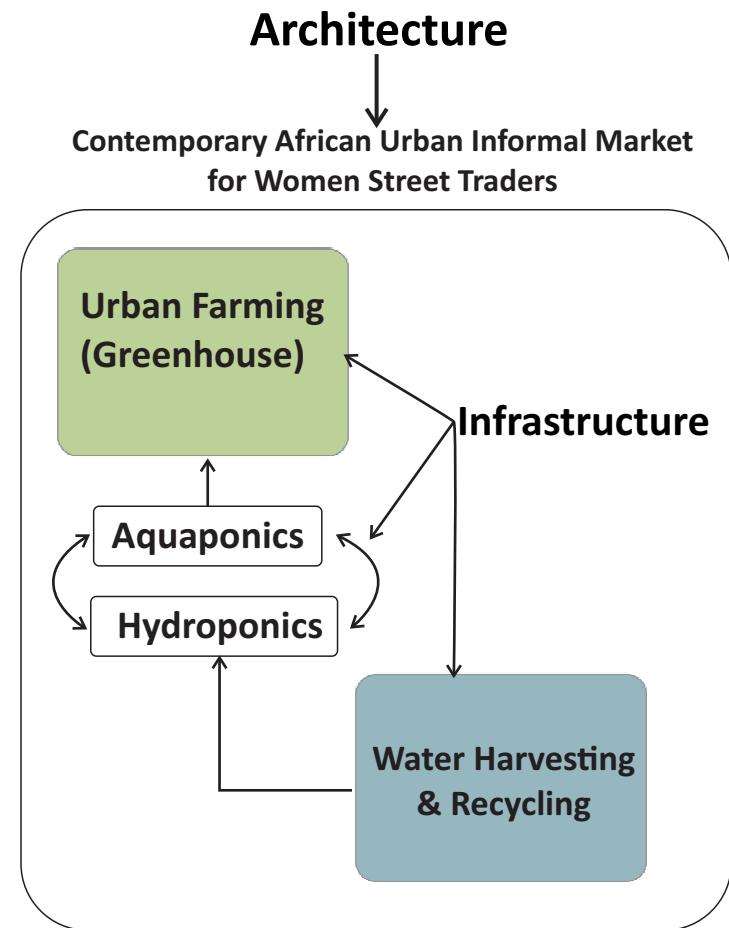 Architecture
Contemporary African Urban Informal Market
for Women Street Traders
Urban Farming
(Greenhouse)
Infrastructure
Aquaponics
Hydroponics
Water Harvesting
& Recycling